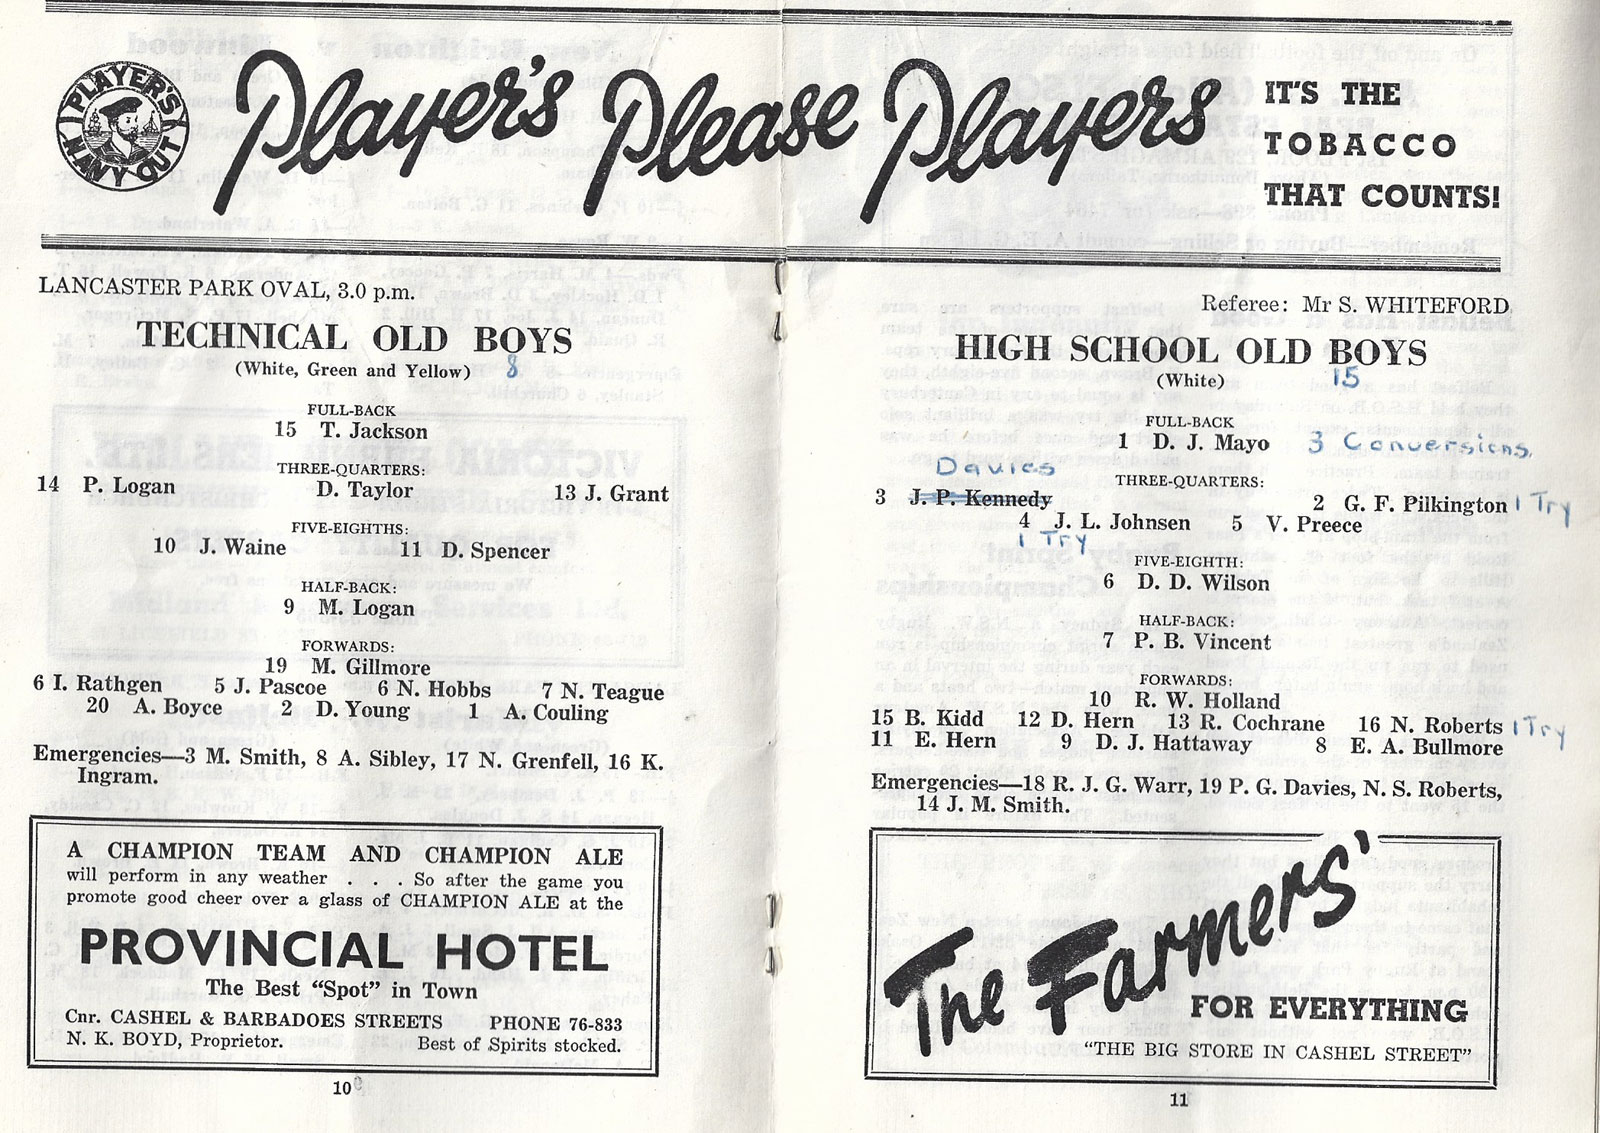 PLAYER'S
NAVY CUT
Player's Please Players
IT'S THE
TOBACCO
THAT COUNTS!
LANCASTER PARK OVAL, 3.0 p.m.
TECHNICAL OLD BOYS
(White, Green and Yellow) 8
FULL-BACK
15 T. Jackson
THREE-QUARTERS:
14 P. Logan D. Taylor 13 J. Grant
FIVE-EIGHTHS:
10 J. Waine 11 D. Spencer
HALF-BACK:
9 M. Logan
FORWARDS:
19 M. Gillmore
6 I. Rathgen 5 J. Pascoe 6 N. Hobbs 7 N. Teague
20 A. Boyce 2 D. Young 1 A. Couling
Emergencies—3 M. Smith, 8 A. Sibley, 17 N. Grenfell, 16 K.
Ingram.
A CHAMPION TEAM AND CHAMPION ALE
will perform in any weather . . . So after the game you
promote good cheer over a glass of CHAMPION ALE at the
PROVINCIAL HOTEL
The Best “Spot” in Town
Cnr. CASHEL & BARBADOES STREETS PHONE 76-833
N. K. BOYD, Proprietor. Best of Spirits stocked.
10
Referee: Mr S. WHITEFORD
HIGH SCHOOL OLD BOYS
(White) 15
FULL-BACK
1 D. J. Mayo 3 Conversions.
Davies
THREE-QUARTERS:
3 J. P. Kennedy 2 G. F. Pilkington 1 Try
4 J. L. Johnsen 5 V. Preece
1 Try
FIVE-EIGHTH:
6 D. D. Wilson
HALF-BACK:
7 P. B. Vincent
FORWARDS:
10 R. W. Holland
15 B. Kidd 12 D. Hern 13 R. Cochrane 16 N. Roberts 1 Try
11 E. Hern 9 D. J. Hattaway 8 E. A. Bullmore
Emergencies—18 R. J. G. Warr, 19 P. G. Davies, N. S. Roberts,
14 J. M. Smith.
The Farmers'
FOR EVERYTHING
“THE BIG STORE IN CASHEL STREET”
11